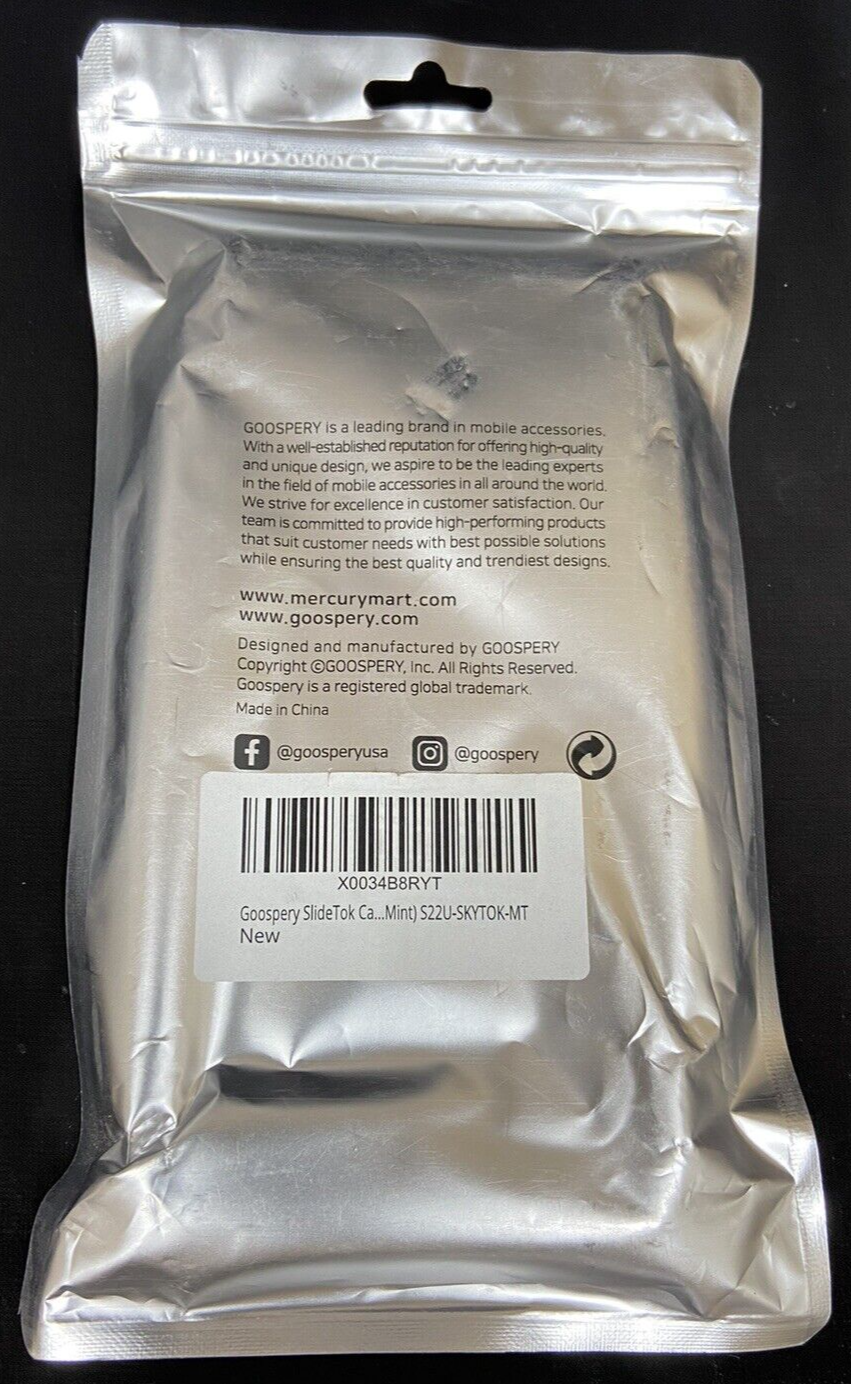 GOOSPERY is a leading brand in mobile accessories.
With a well-established reputation for offering high-quality
and unique design, we aspire to be the leading experts
in the field of mobile accessories in all around the world.
We strive for excellence in customer satisfaction. Our
team is committed to provide high-performing products
that suit customer needs with best possible solutions
while ensuring the best quality and trendiest designs.
www.mercurymart.com
www.goospery.com
Designed and manufactured by GOOSPERY
Copyright ©GOOSPERY, Inc. All Rights Reserved.
Goospery is a registered global trademark.
Made in China
@goosperyusa @goospery
X0034B8RYT
Goospery SlideTok Ca...Mint) S22U-SKYTOK-MT
New